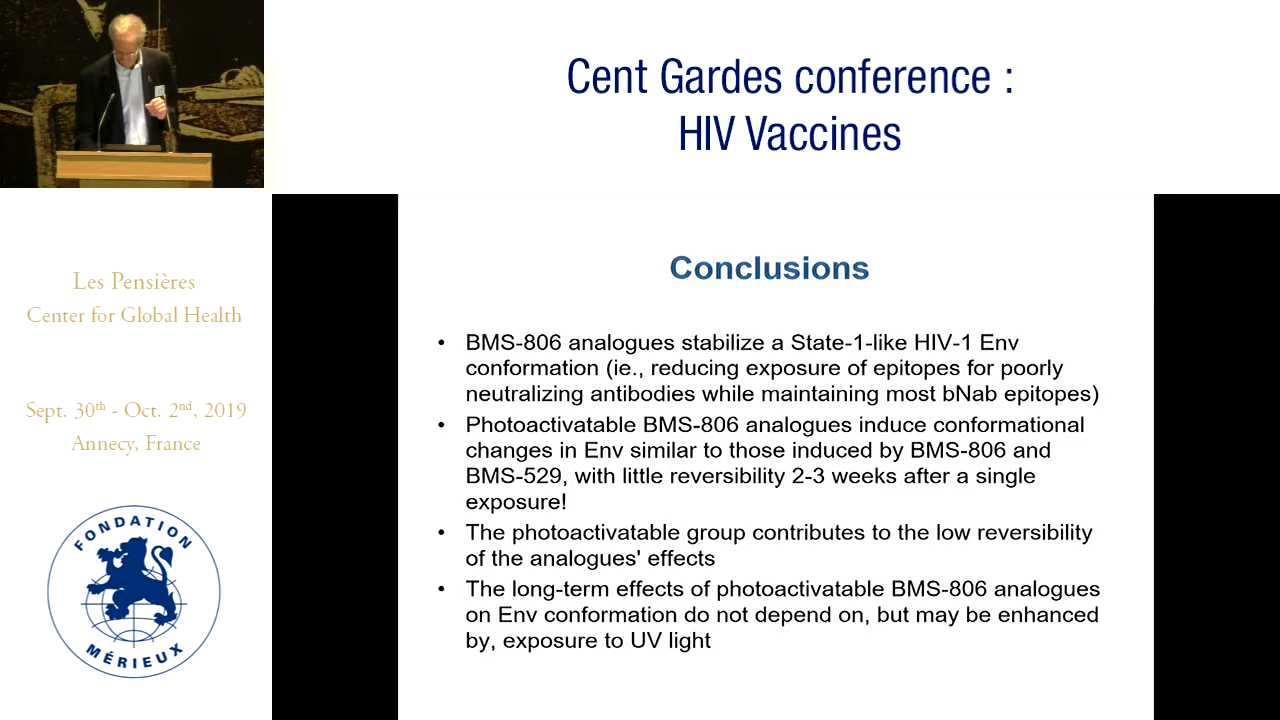 Cent Gardes conference :
HIV Vaccines
Les Pensières
Center for Global Health
Sept. 30th - Oct. 2nd, 2019
Annecy, France
FONDATION
MÉRIEUX
Conclusions
• BMS-806 analogues stabilize a State-1-like HIV-1 Env
conformation (ie., reducing exposure of epitopes for poorly
neutralizing antibodies while maintaining most bNab epitopes)
• Photoactivatable BMS-806 analogues induce conformational
changes in Env similar to those induced by BMS-806 and
BMS-529, with little reversibility 2-3 weeks after a single
exposure!
• The photoactivatable group contributes to the low reversibility
of the analogues' effects
• The long-term effects of photoactivatable BMS-806 analogues
on Env conformation do not depend on, but may be enhanced
by, exposure to UV light